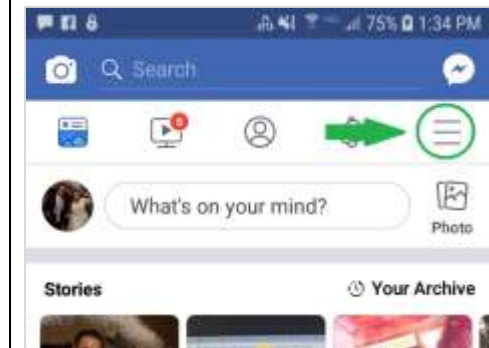 75% 1:34 PM
Search
What's on your mind?
Photo
Stories
Your Archive